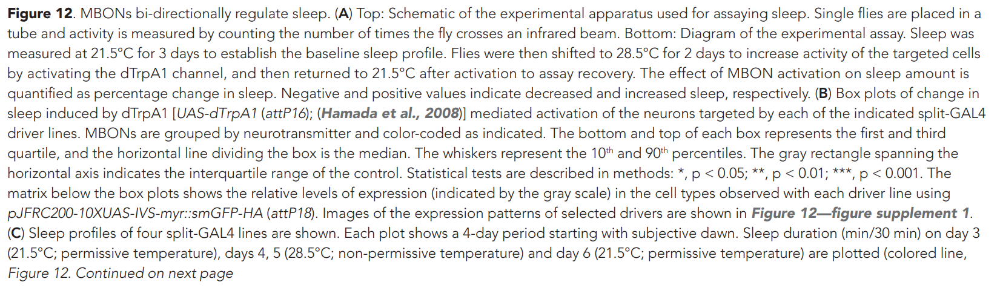 Figure 12. MBONs bi-directionally regulate sleep. (A) Top: Schematic of the experimental apparatus used for assaying sleep. Single flies are placed in a
tube and activity is measured by counting the number of times the fly crosses an infrared beam. Bottom: Diagram of the experimental assay. Sleep was
measured at 21.5°C for 3 days to establish the baseline sleep profile. Flies were then shifted to 28.5°C for 2 days to increase activity of the targeted cells
by activating the dTrpA1 channel, and then returned to 21.5°C after activation to assay recovery. The effect of MBON activation on sleep amount is
quantified as percentage change in sleep. Negative and positive values indicate decreased and increased sleep, respectively. (B) Box plots of change in
sleep induced by dTrpA1 [UAS-dTrpA1 (attP16); (Hamada et al., 2008)] mediated activation of the neurons targeted by each of the indicated split-GAL4
driver lines. MBONs are grouped by neurotransmitter and color-coded as indicated. The bottom and top of each box represents the first and third
quartile, and the horizontal line dividing the box is the median. The whiskers represent the 10th and 90th percentiles. The gray rectangle spanning the
horizontal axis indicates the interquartile range of the control. Statistical tests are described in methods: *, p < 0.05; **, p < 0.01; ***, p < 0.001. The
matrix below the box plots shows the relative levels of expression (indicated by the gray scale) in the cell types observed with each driver line using
pJFRC200-10XUAS-IVS-myr::smGFP-HA (attP18). Images of the expression patterns of selected drivers are shown in Figure 12—figure supplement 1.
(C) Sleep profiles of four split-GAL4 lines are shown. Each plot shows a 4-day period starting with subjective dawn. Sleep duration (min/30 min) on day 3
(21.5°C; permissive temperature), days 4, 5 (28.5°C; non-permissive temperature) and day 6 (21.5°C; permissive temperature) are plotted (colored line,
Figure 12. Continued on next page